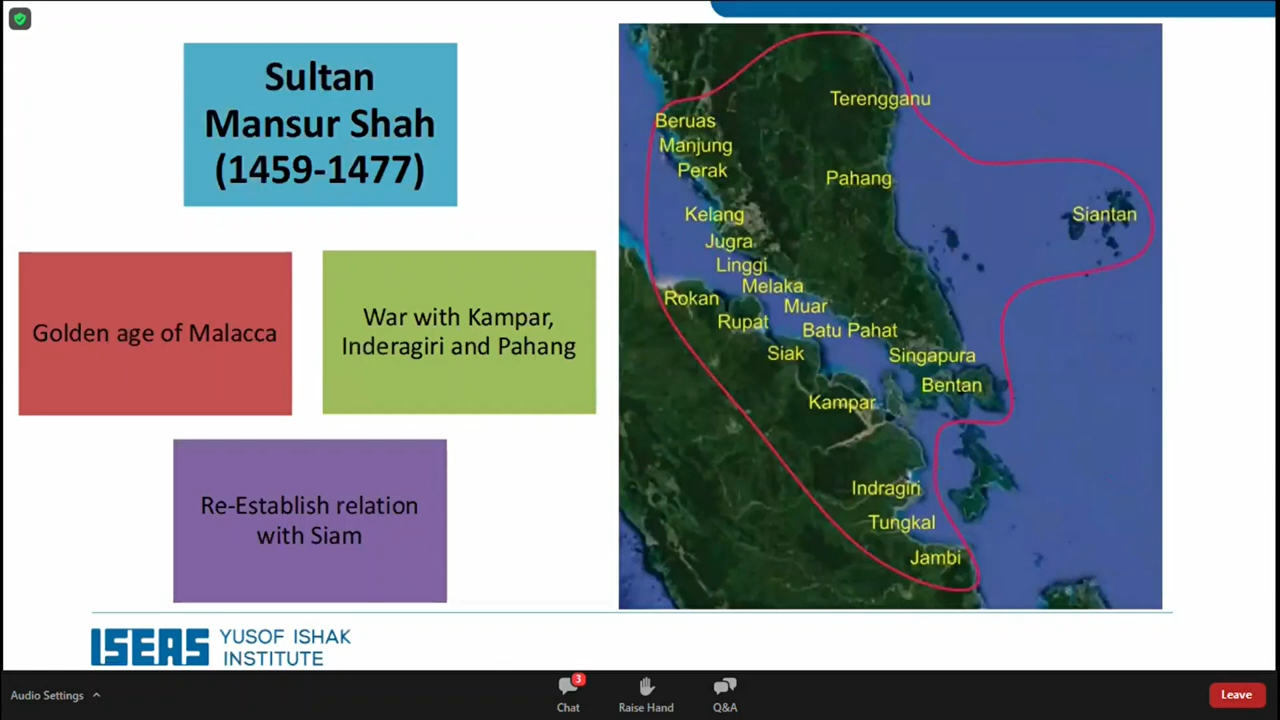 Sultan
Mansur Shah
(1459-1477)
Golden age of Malacca
War with Kampar,
Inderagiri and Pahang
Re-Establish relation
with Siam
Terengganu
Beruas
Manjung
Perak
Pahang
Kelang
Siantan
Jugra
Linggi
Melaka
Rokan
Muar
Rupat
Batu Pahat
Siak
Singapura
Bentan
Kampar
Indragiri
Tungkal
Jambi
ISEAS YUSOF ISHAK
INSTITUTE
Audio Settings
3
Chat
Raise Hand
Q&A
Leave